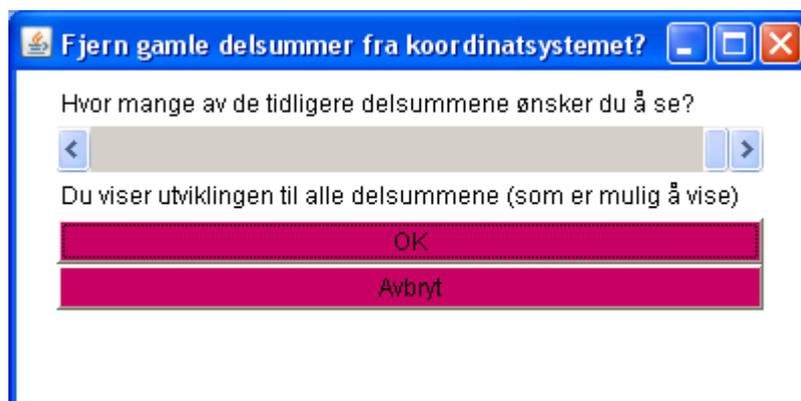 Fjern gamle delsummer fra koordinatsystemet?
Hvor mange av de tidligere delsummene ønsker du å se?
Du viser utviklingen til alle delsummene (som er mulig å vise)
OK
Avbryt